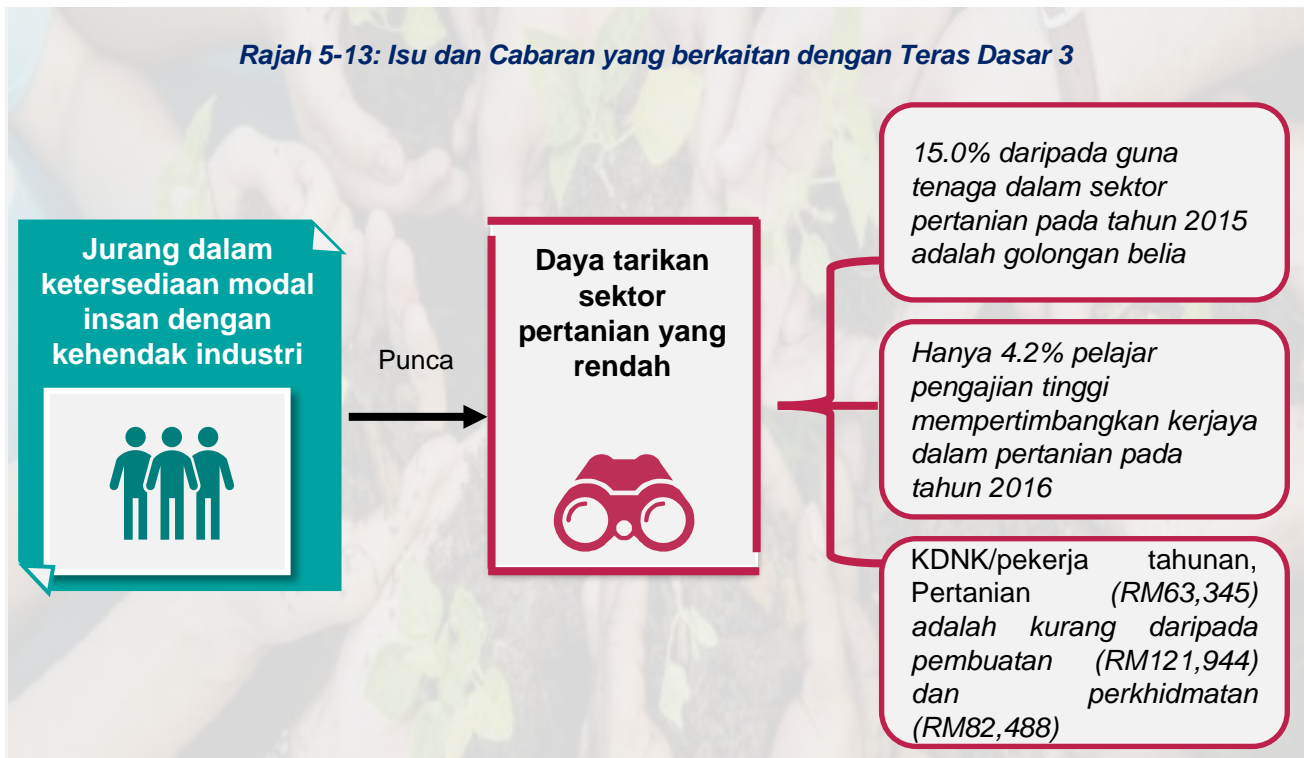 Rajah 5-13: Isu dan Cabaran yang berkaitan dengan Teras Dasar 3
Jurang dalam
ketersediaan modal
insan dengan
kehendak industri
Punca
Daya tarikan
sektor
pertanian yang
rendah
15.0% daripada guna
tenaga dalam sektor
pertanian pada tahun 2015
adalah golongan belia
Hanya 4.2% pelajar
pengajian tinggi
mempertimbangkan kerjaya
dalam pertanian pada
tahun 2016
KDNK/pekerja tahunan,
Pertanian (RM63,345)
adalah kurang daripada
pembuatan (RM121,944)
dan perkhidmatan
(RM82,488)